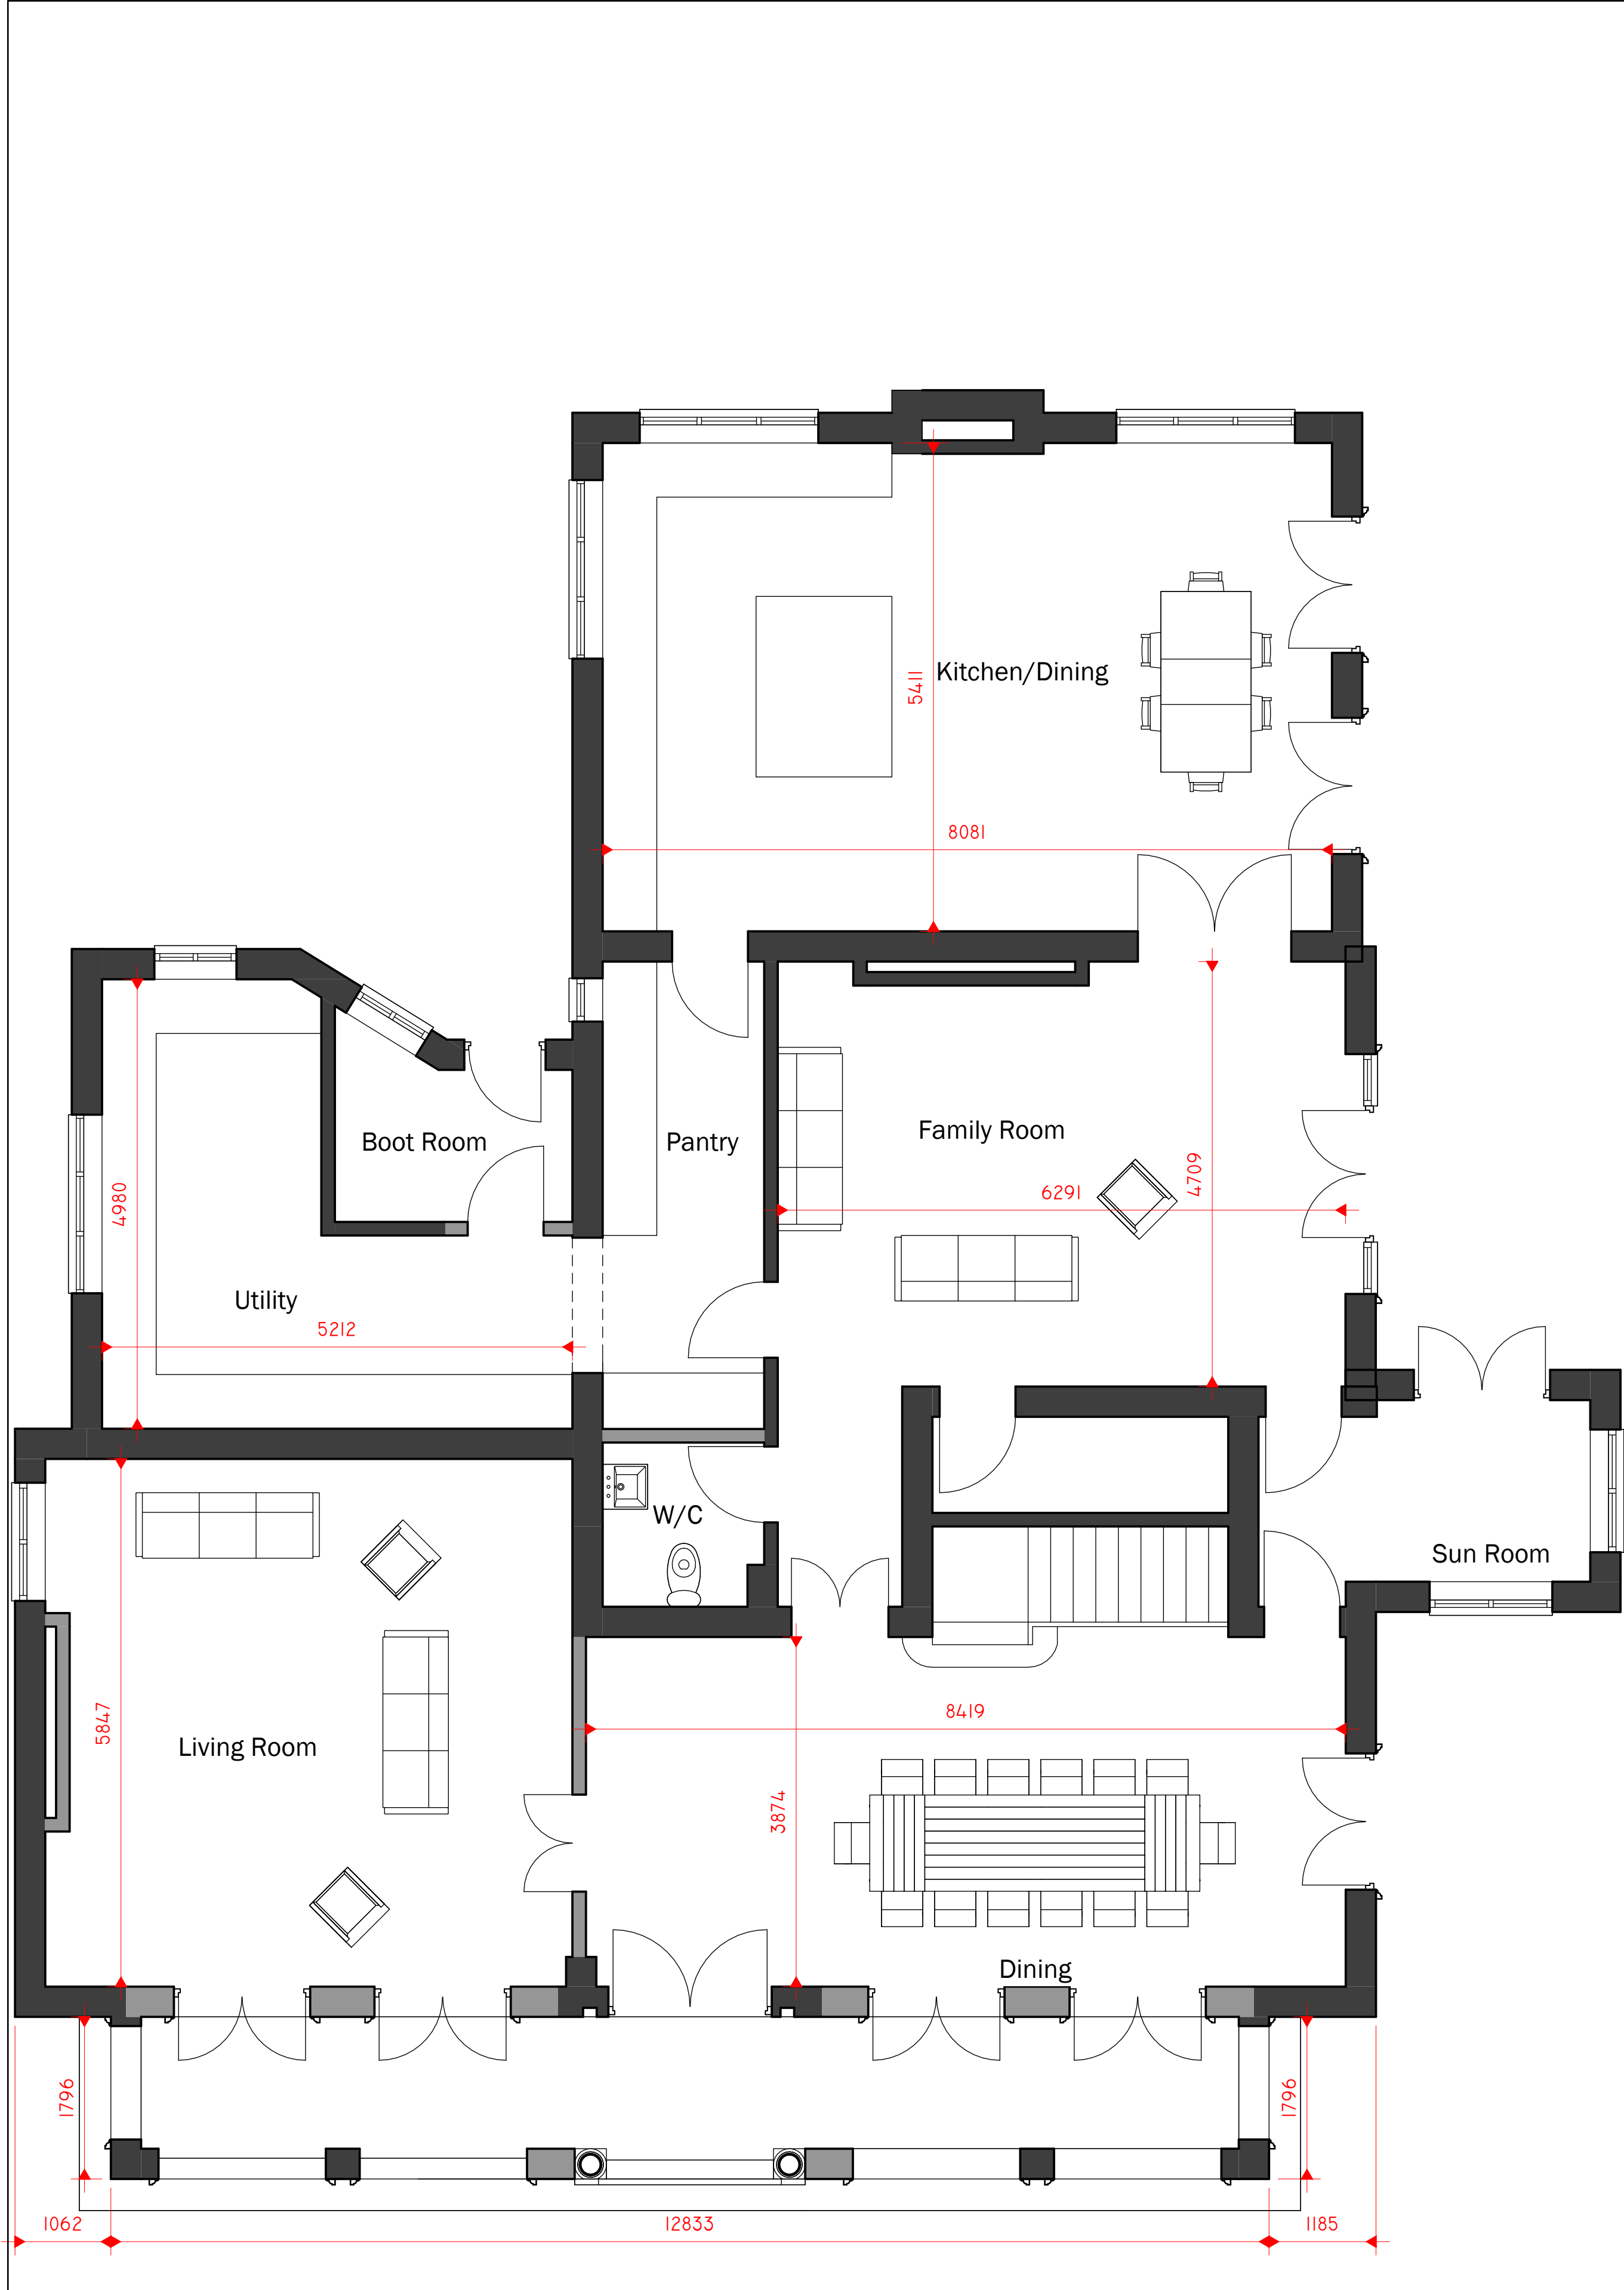 Kitchen/Dining
5411
8081
Boot Room
Pantry
Family Room
4709
4980
6291
Utility
5212
W/C
Sun Room
5847
Living Room
8419
3874
Dining
1796
1796
1062
12833
1185